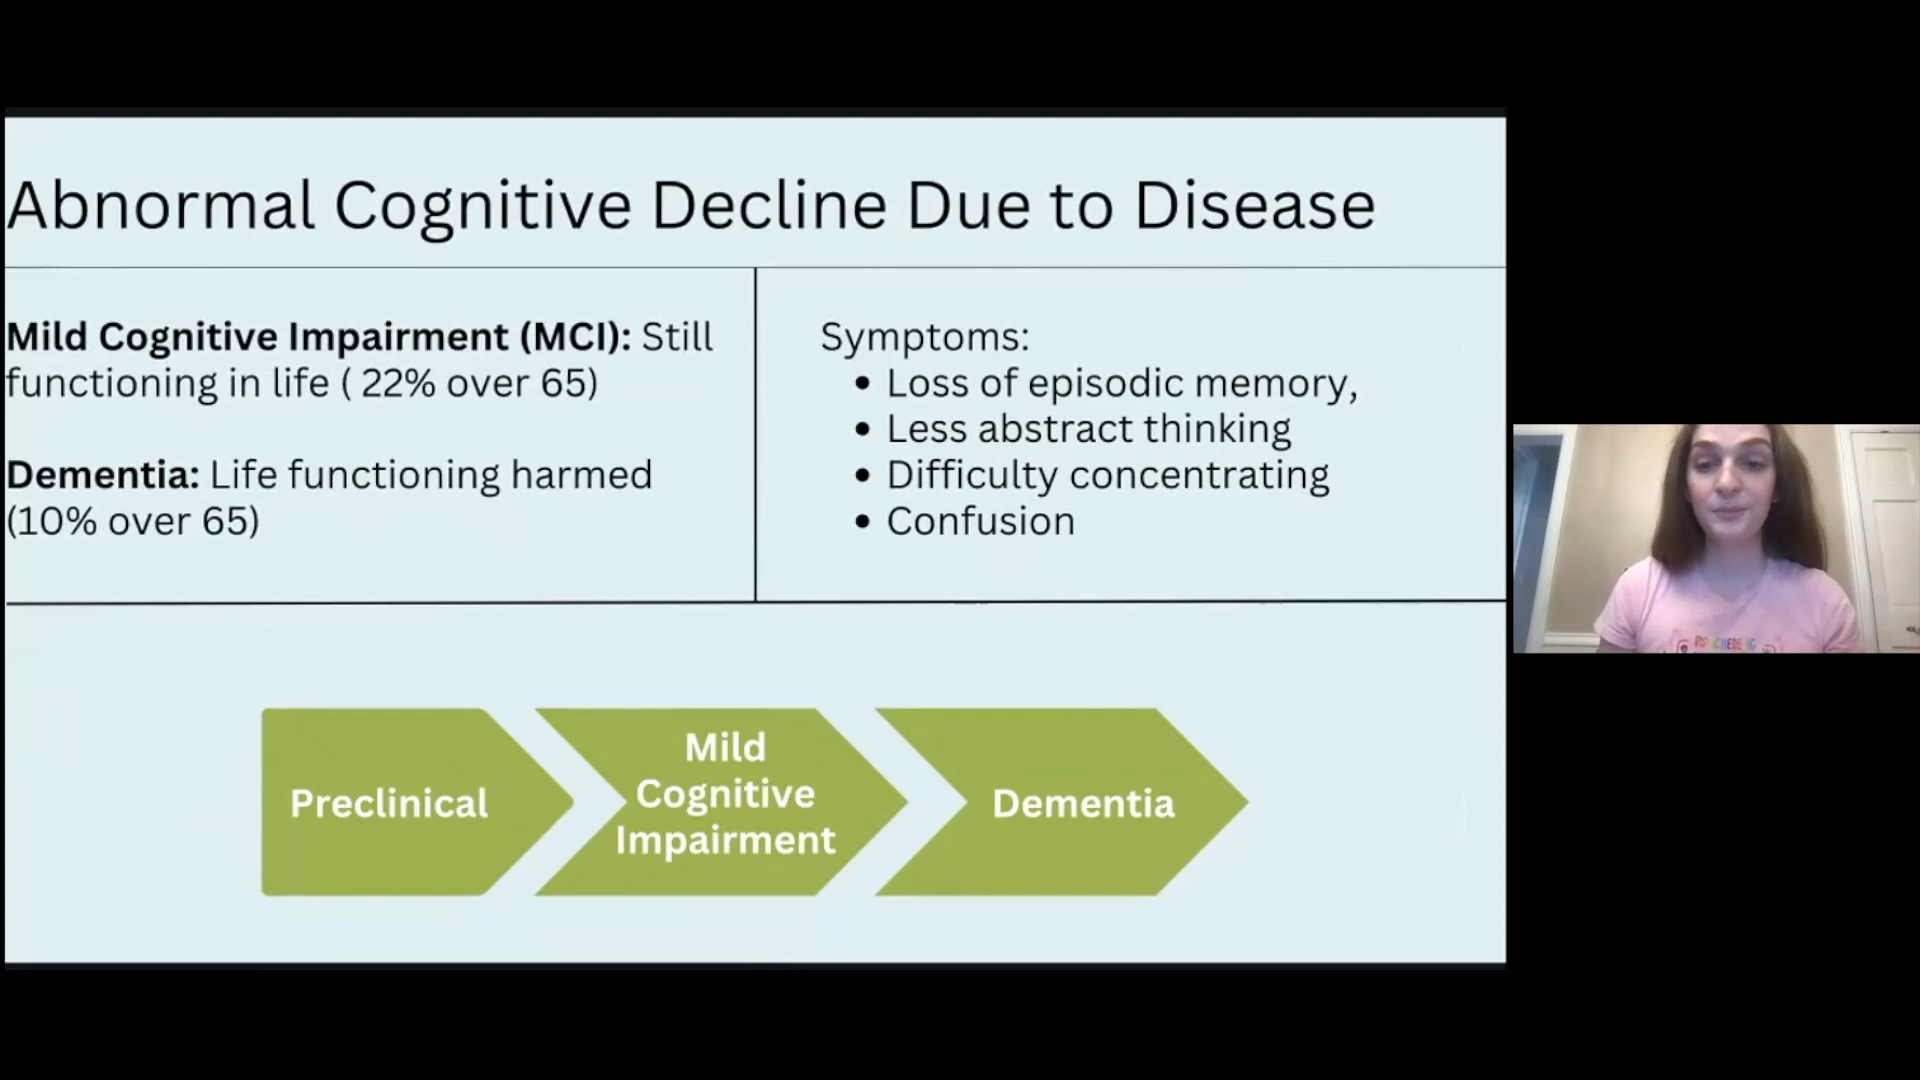 Abnormal Cognitive Decline Due to Disease
Mild Cognitive Impairment (MCI): Still
functioning in life ( 22% over 65)
Dementia: Life functioning harmed
(10% over 65)
Symptoms:
• Loss of episodic memory,
• Less abstract thinking
• Difficulty concentrating
• Confusion
Preclinical
Mild
Cognitive
Impairment
Dementia